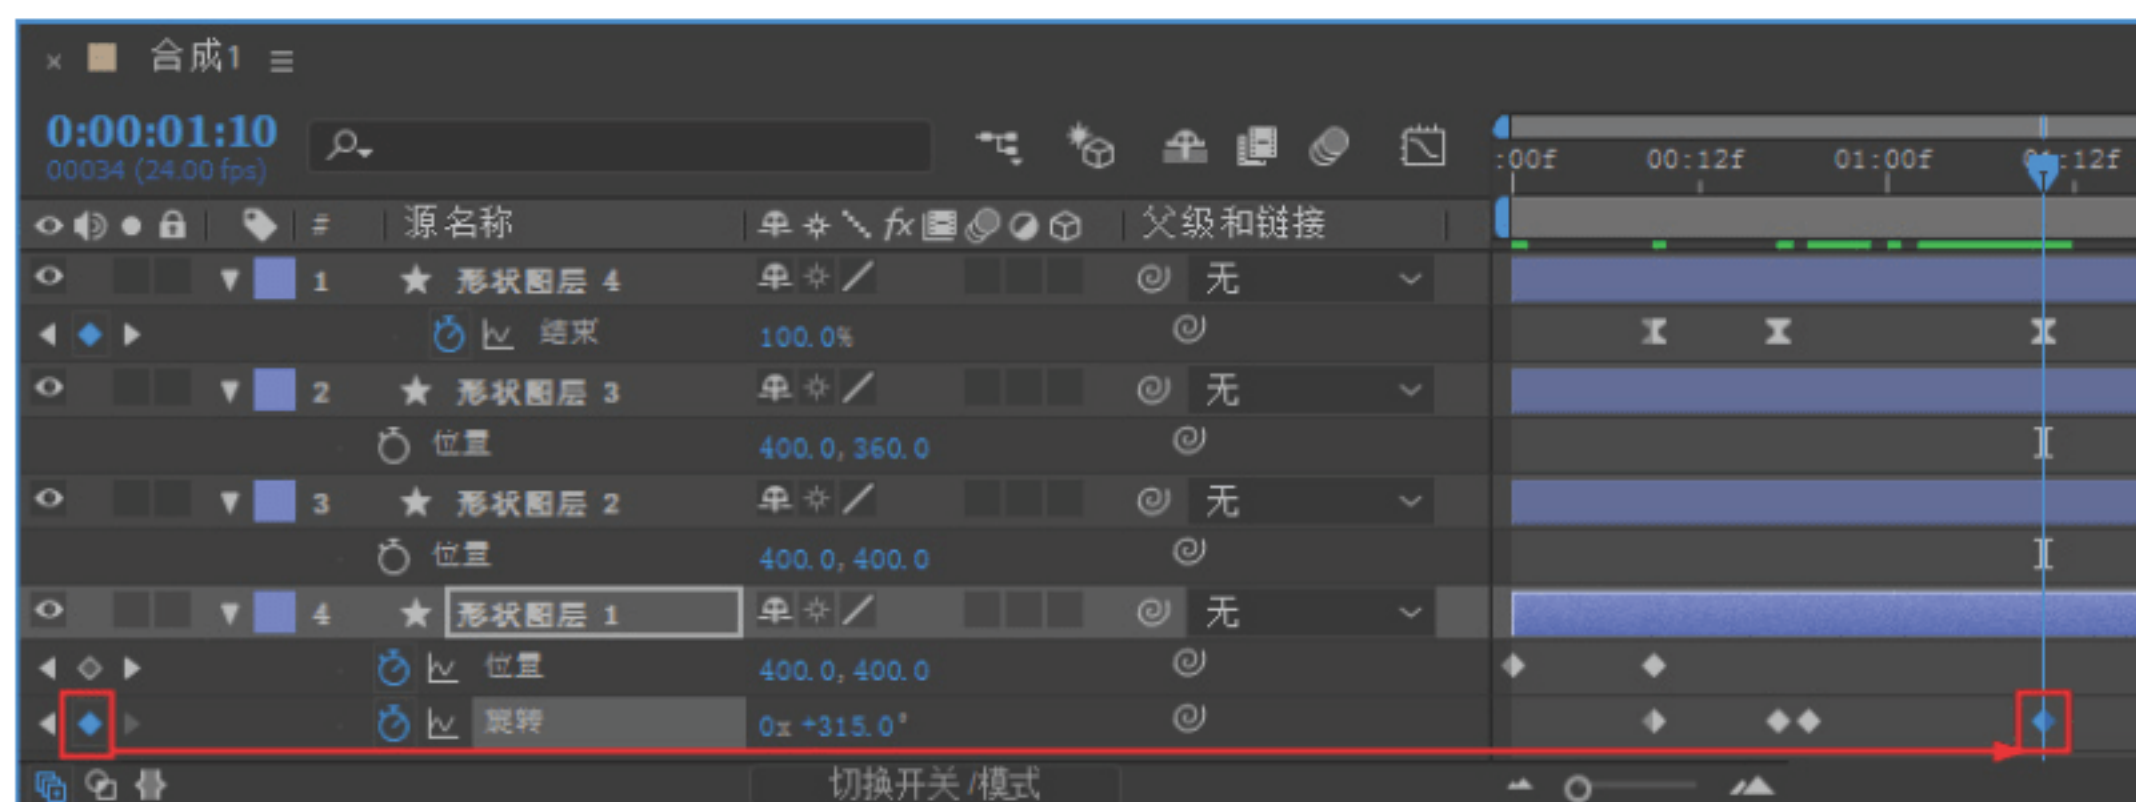 合成1
0:00:01:10
00034 (24.00 fps)
:00f 00:12f 01:00f 01:12f
# 源名称 fx 父级和链接
1 形状图层 4 无
结束 100.0%
2 形状图层 3 无
位置 400.0, 360.0
3 形状图层 2 无
位置 400.0, 400.0
4 形状图层 1 无
位置 400.0, 400.0
旋转 0x +315.0°
切换开关/模式